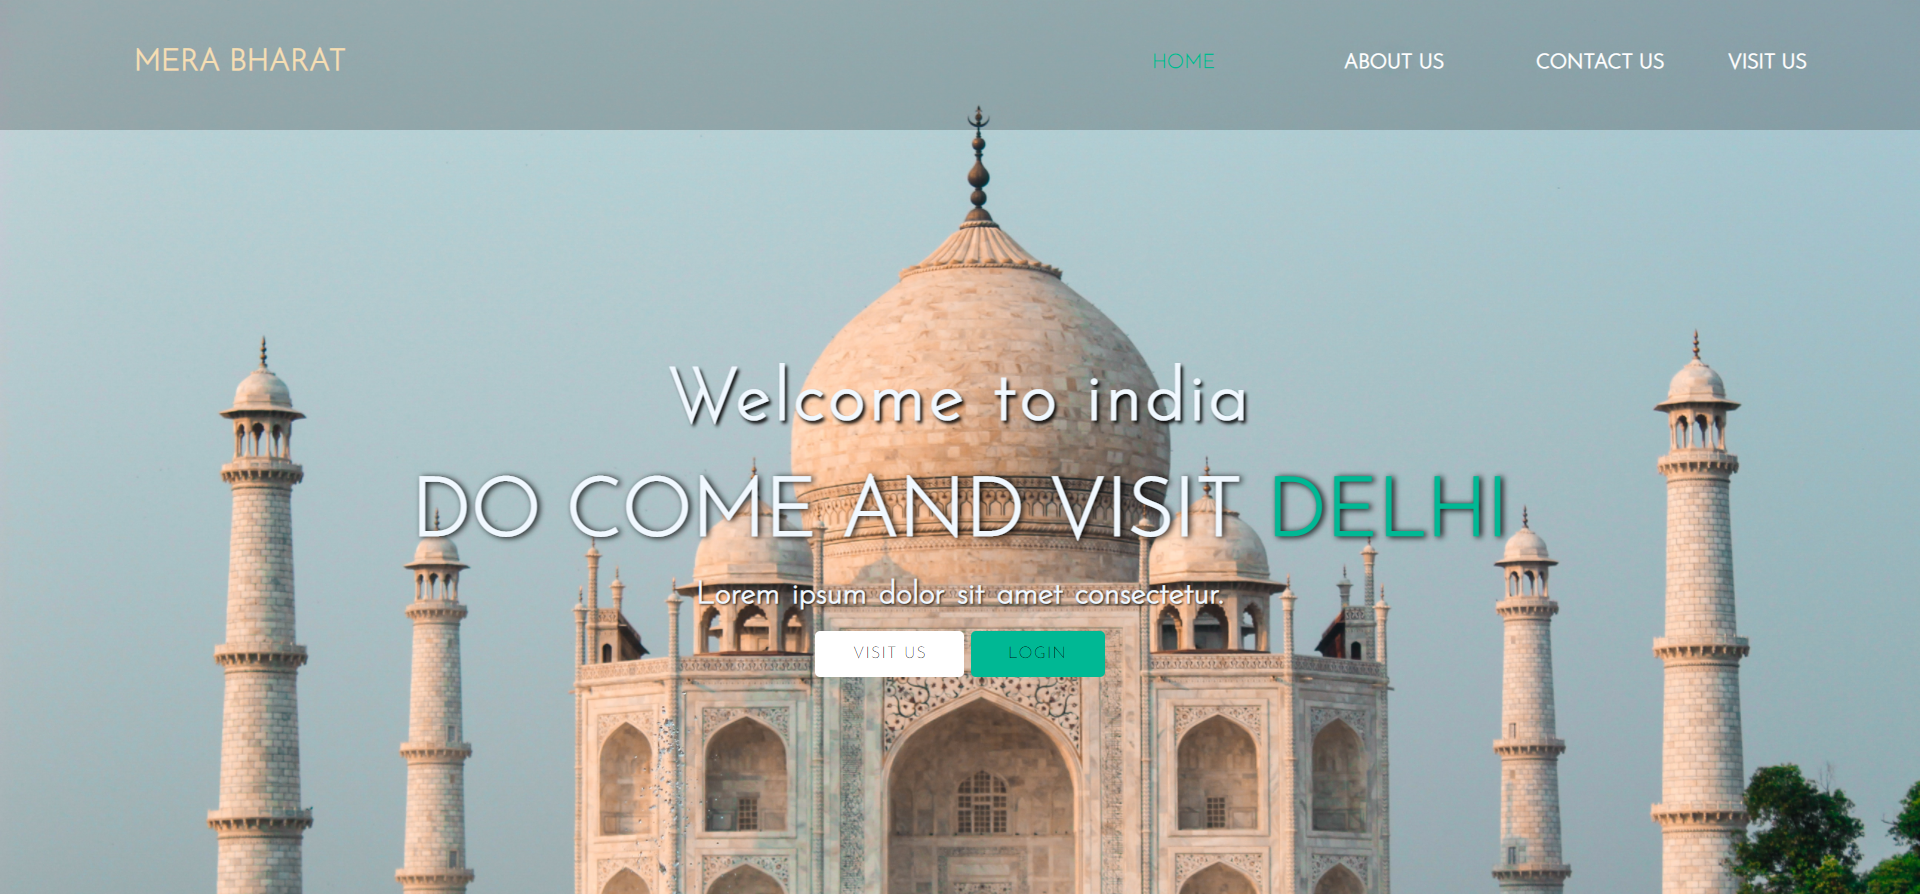 MERA BHARAT HOME ABOUT US CONTACT US VISIT US
Welcome to india
DO COME AND VISIT DELHI
Lorem ipsum dolor sit amet consectetur.
VISIT US LOGIN